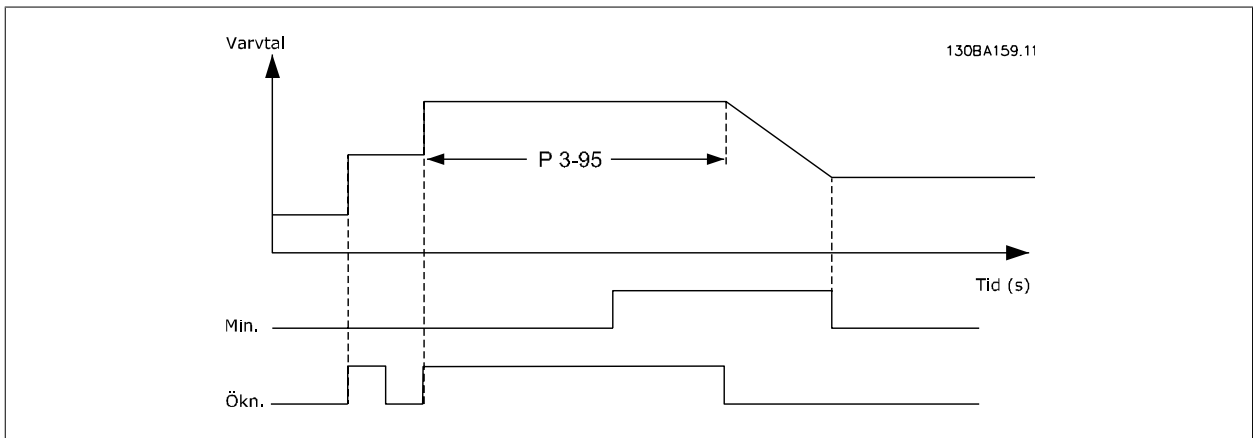 Varvtal
130BA159.11
P 3-95
Tid (s)
Min.
Ökn.